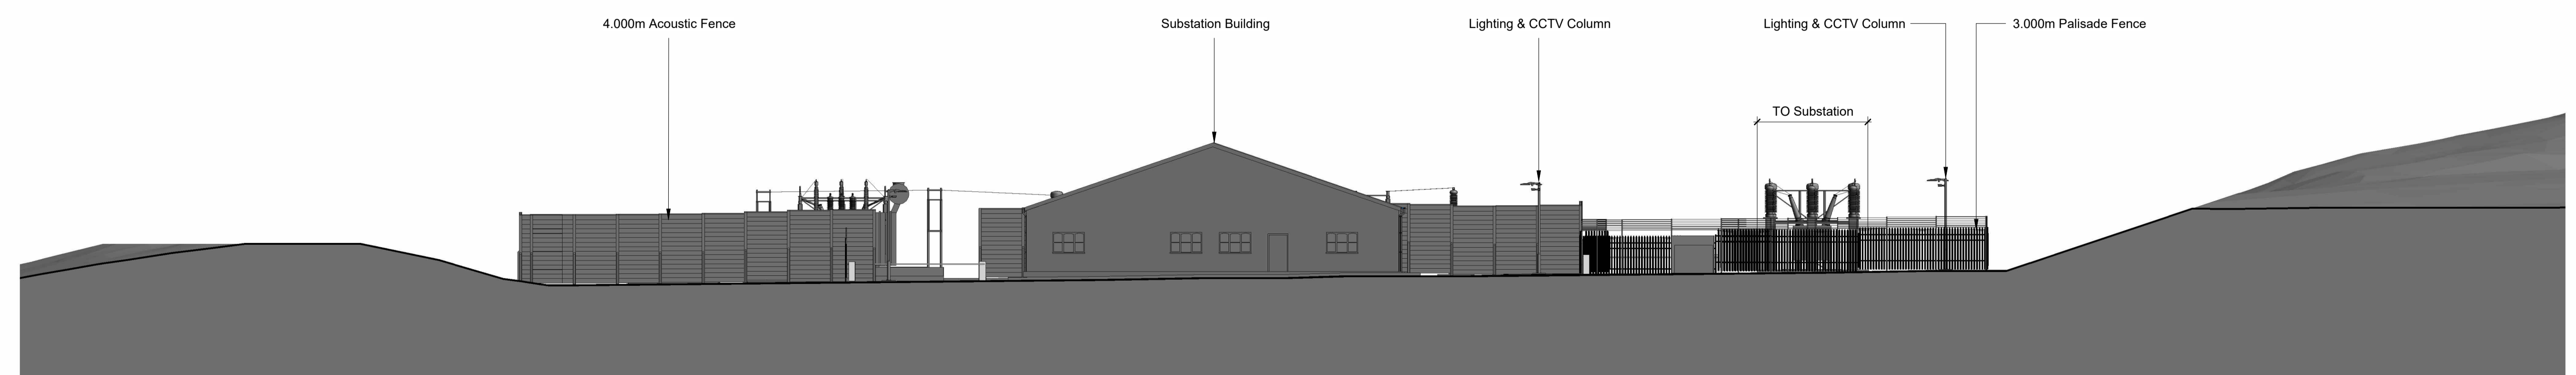 4.000m Acoustic Fence
Substation Building
Lighting & CCTV Column
Lighting & CCTV Column
3.000m Palisade Fence
TO Substation